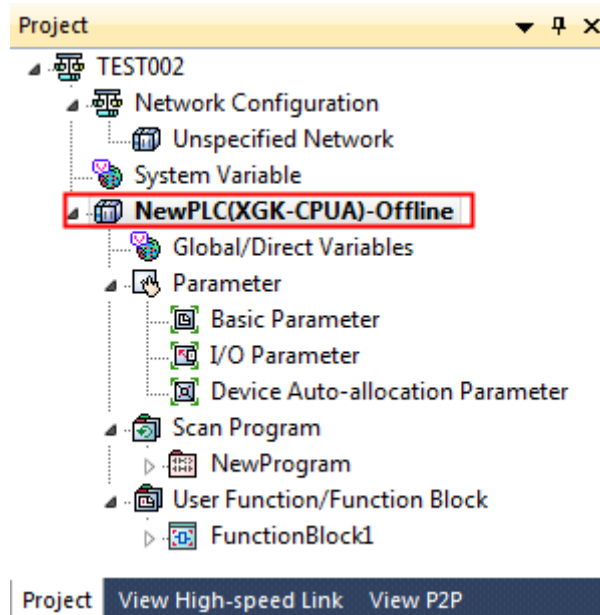 Project
TEST002
Network Configuration
Unspecified Network
System Variable
NewPLC(XGK-CPUA)-Offline
Global/Direct Variables
Parameter
Basic Parameter
I/O Parameter
Device Auto-allocation Parameter
Scan Program
NewProgram
User Function/Function Block
FunctionBlock1
Project View High-speed Link View P2P